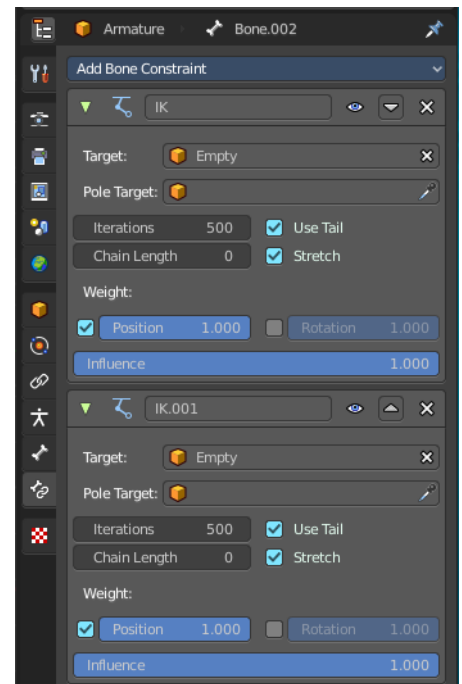 Armature Bone.002
Add Bone Constraint
IK
Target: Empty
Pole Target:
Iterations 500 Use Tail
Chain Length 0 Stretch
Weight:
Position 1.000 Rotation 1.000
Influence 1.000
IK.001
Target: Empty
Pole Target:
Iterations 500 Use Tail
Chain Length 0 Stretch
Weight:
Position 1.000 Rotation 1.000
Influence 1.000